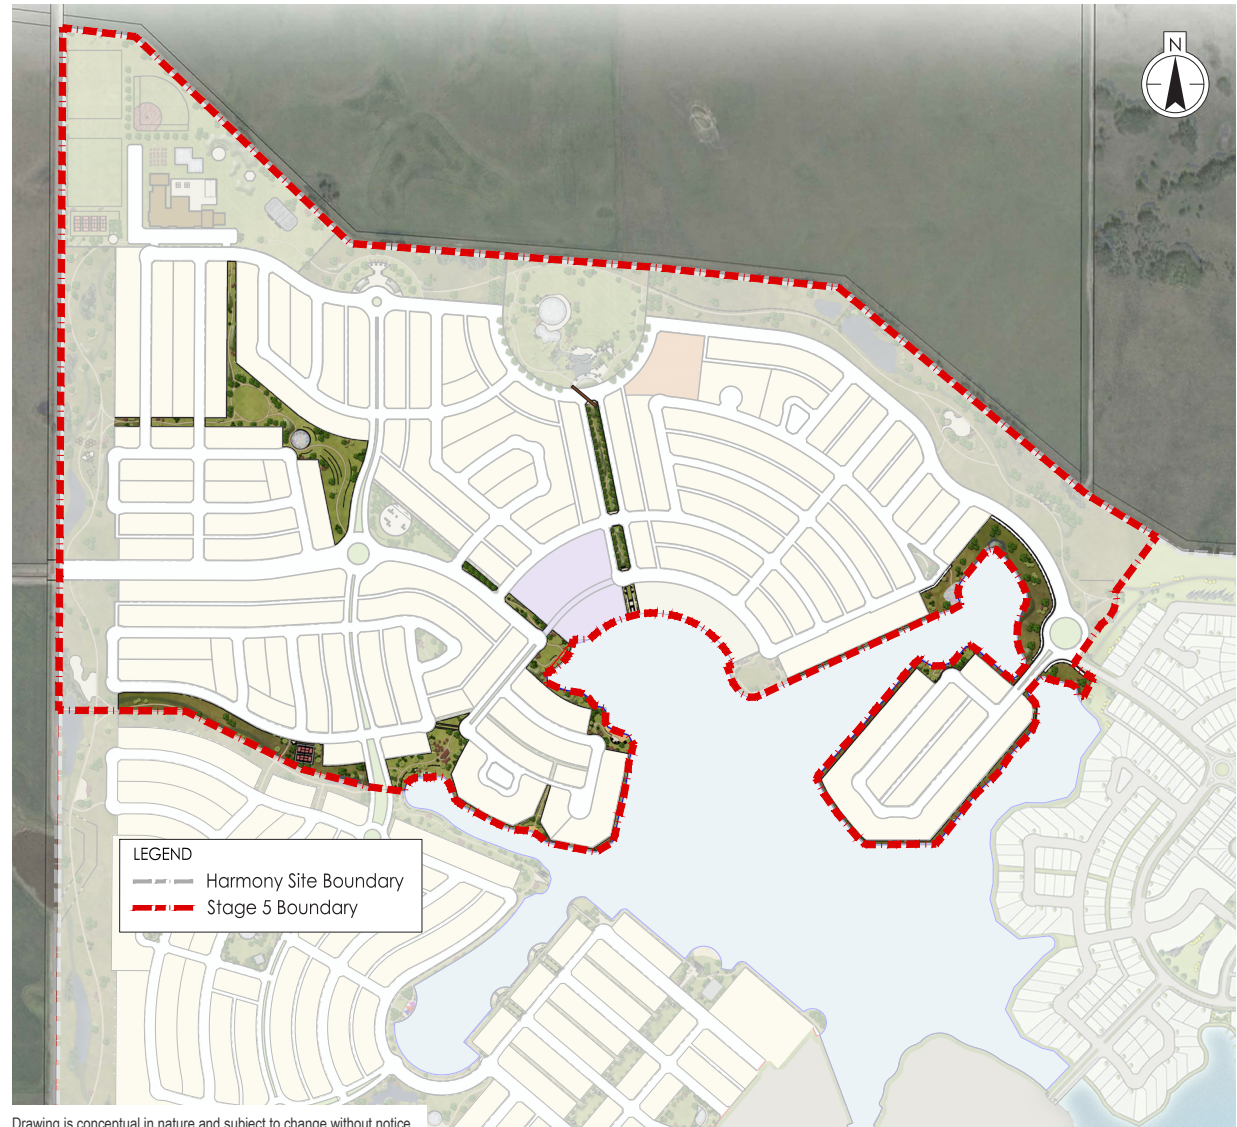 N
LEGEND
Harmony Site Boundary
Stage 5 Boundary
Drawing is conceptual in nature and subject to change without notice